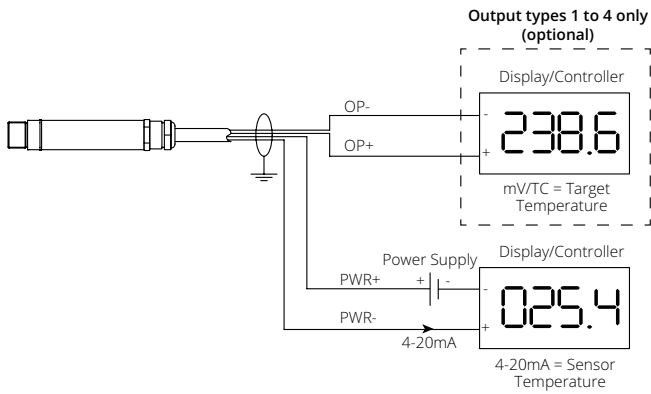 Output types 1 to 4 only
(optional)
Display/Controller
OP-
-
238.6
OP+
+
mV/TC = Target
Temperature
Display/Controller
Power Supply
PWR+
+
-
-
025.4
PWR-
+
4-20mA
4-20mA = Sensor
Temperature